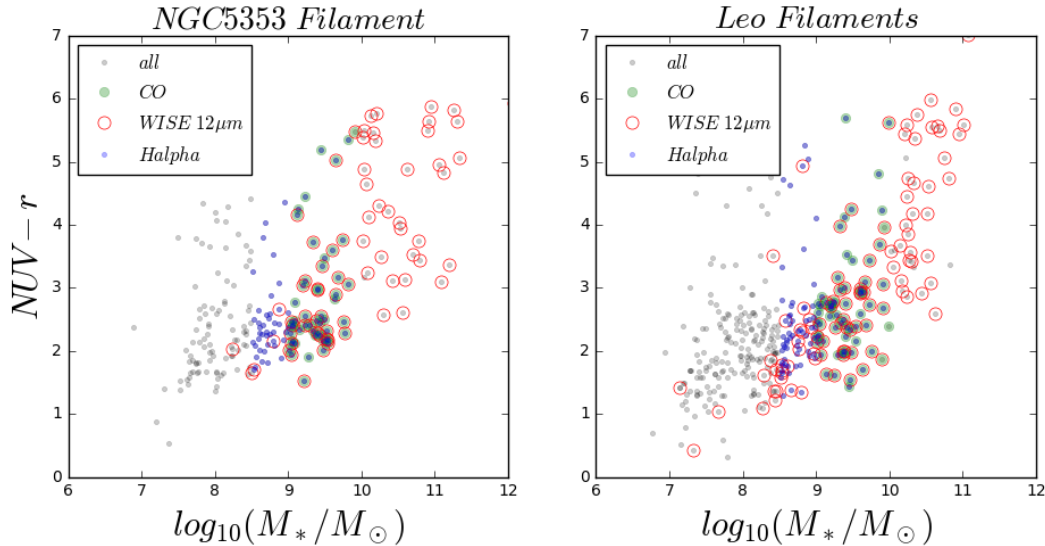 NGC5353 Filament
Leo Filaments
7
6
5
4
3
2
1
0
all
CO
WISE 12μm
Halpha
NUV − r
6 7 8 9 10 11 12
log₁₀(M*/M⊙)
7
6
5
4
3
2
1
0
all
CO
WISE 12μm
Halpha
6 7 8 9 10 11 12
log₁₀(M*/M⊙)